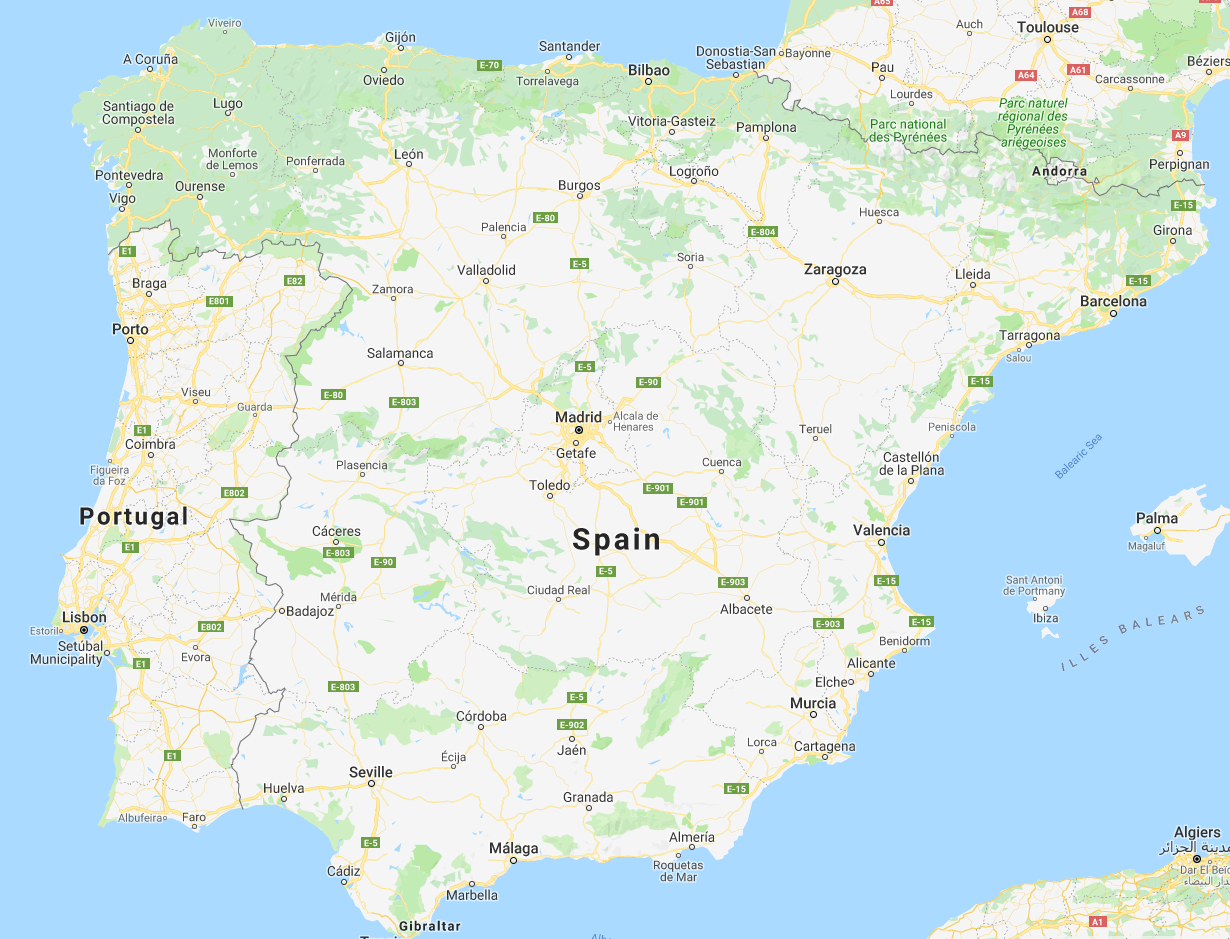 A65
Viveiro
Auch
A68
Toulouse
Gijón
A Coruña
Santander
Donostia-San
Sebastian
Bayonne
E-70
Bilbao
Pau
A64
A61
Béziers
Oviedo
Torrelavega
Carcassonne
Lourdes
Santiago de
Compostela
Lugo
Vitoria-Gasteiz
Pamplona
Parc national
des Pyrénées
Parc naturel
régional des
Pyrénées
ariégeoises
A9
Monforte
de Lemos
Ponferrada
León
Logroño
Andorra
Perpignan
Pontevedra
Ourense
Burgos
Vigo
E-80
Palencia
E-804
Huesca
E-15
Girona
E1
Soria
Valladolid
E-5
Zaragoza
Lleida
E82
Braga
Zamora
E-15
E801
Barcelona
Porto
Tarragona
Salou
Salamanca
E-5
E-90
E-15
Viseu
E-80
E-803
Guarda
Madrid
Alcala de
Henares
E1
Teruel
Peniscola
Coimbra
Getafe
Balearic Sea
Figueira
da Foz
Plasencia
Cuenca
Castellón
de la Plana
E802
Toledo
E-901
E-901
Portugal
Palma
Magaluf
Cáceres
Spain
Valencia
E1
E-803
E-90
E-5
E-903
E-15
Sant Antoni
de Portmany
Mérida
Ciudad Real
Albacete
Ibiza
Badajoz
Lisbon
Estoril
E802
E-903
E-15
ILLES BALEARS
Setúbal
Municipality
Evora
Benidorm
E1
Alicante
E-803
Elche
E-5
Murcia
Córdoba
E-902
E1
Écija
Jaén
Lorca
Cartagena
Seville
Huelva
E-15
Granada
Albufeira
Faro
E-5
Almería
Málaga
Roquetas
de Mar
Algiers
مدينة الجزائر
Cádiz
Dar El Beïd
الدار البيضاء
Marbella
Gibraltar
A1